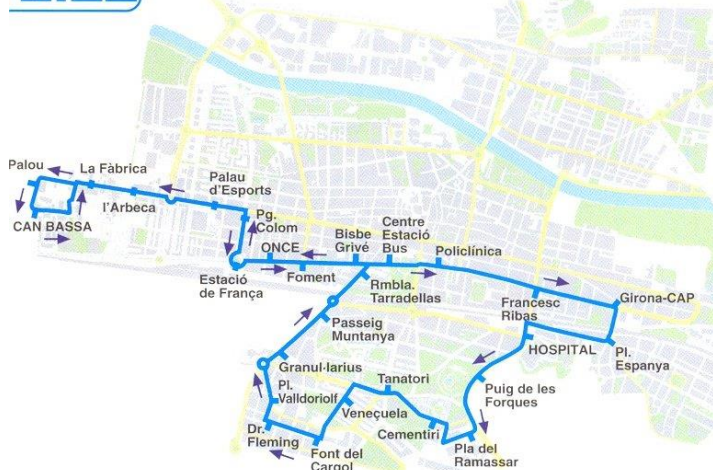 Palou
La Fàbrica
l'Arbeca
Palau
d'Esports
CAN BASSA
Pg.
Colom
ONCE
Bisbe
Grivé
Centre
Estació
Bus
Policlínica
Estació
de França
Foment
Rmbla.
Tarradellas
Francesc
Ribas
Girona-CAP
Passeig
Muntanya
HOSPITAL
Pl.
Espanya
Granul·larius
Pl.
Valldoriolf
Tanatori
Puig de les
Forques
Veneçuela
Dr.
Fleming
Cementiri
Font del
Cargol
Pla del
Ramassar